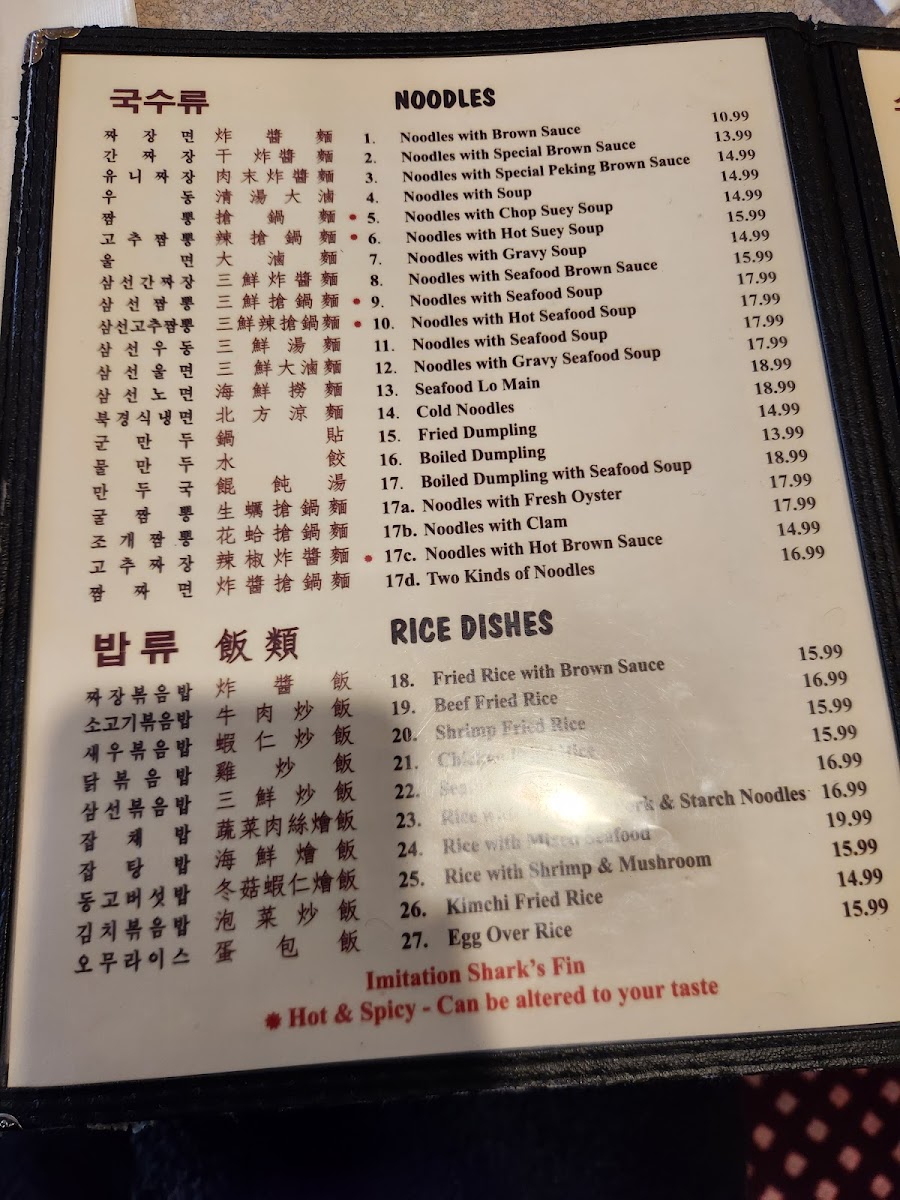 국수류 NOODLES
짜장면 炸醬麵 1. Noodles with Brown Sauce 10.99
간짜장 干炸醬麵 2. Noodles with Special Brown Sauce 13.99
유니짜장 肉末炸醬麵 3. Noodles with Special Peking Brown Sauce 14.99
우동 清湯大滷 4. Noodles with Soup 14.99
짬뽕 搶鍋麵 5. Noodles with Chop Suey Soup 14.99
고추짬뽕 辣搶鍋麵 6. Noodles with Hot Suey Soup 15.99
울면 大滷麵 7. Noodles with Gravy Soup 14.99
삼선간짜장 三鮮炸醬麵 8. Noodles with Seafood Brown Sauce 15.99
삼선짬뽕 三鮮搶鍋麵 9. Noodles with Seafood Soup 17.99
삼선고추짬뽕 三鮮辣搶鍋麵 10. Noodles with Hot Seafood Soup 17.99
삼선우동 三鮮湯麵 11. Noodles with Seafood Soup 17.99
삼선울면 三鮮大滷麵 12. Noodles with Gravy Seafood Soup 17.99
삼선노면 海鮮撈麵 13. Seafood Lo Main 18.99
북경식냉면 北方涼麵 14. Cold Noodles 18.99
군만두 鍋貼 15. Fried Dumpling 14.99
물만두 水餃 16. Boiled Dumpling 13.99
만두국 餛飩湯 17. Boiled Dumpling with Seafood Soup 18.99
굴짬뽕 生蠣搶鍋麵 17a. Noodles with Fresh Oyster 17.99
조개짬뽕 花蛤搶鍋麵 17b. Noodles with Clam 17.99
고추짜장 辣椒炸醬麵 17c. Noodles with Hot Brown Sauce 14.99
짬짜면 炸醬搶鍋麵 17d. Two Kinds of Noodles 16.99
밥류 飯類 RICE DISHES
짜장볶음밥 炸醬飯 18. Fried Rice with Brown Sauce 15.99
소고기볶음밥 牛肉炒飯 19. Beef Fried Rice 16.99
새우볶음밥 蝦仁炒飯 20. Shrimp Fried Rice 15.99
닭볶음밥 雞炒飯 21. Chicken Fried Rice 15.99
삼선볶음밥 三鮮炒飯 22. 16.99
잡채밥 蔬菜肉絲燴飯 23. Rice & Starch Noodles 16.99
잡탕밥 海鮮燴飯 24. Rice with Mixed Seafood 19.99
동고버섯밥 冬菇蝦仁燴飯 25. Rice with Shrimp & Mushroom 15.99
김치볶음밥 泡菜炒飯 26. Kimchi Fried Rice 14.99
오무라이스 蛋包飯 27. Egg Over Rice 15.99
Imitation Shark's Fin
Hot & Spicy - Can be altered to your taste